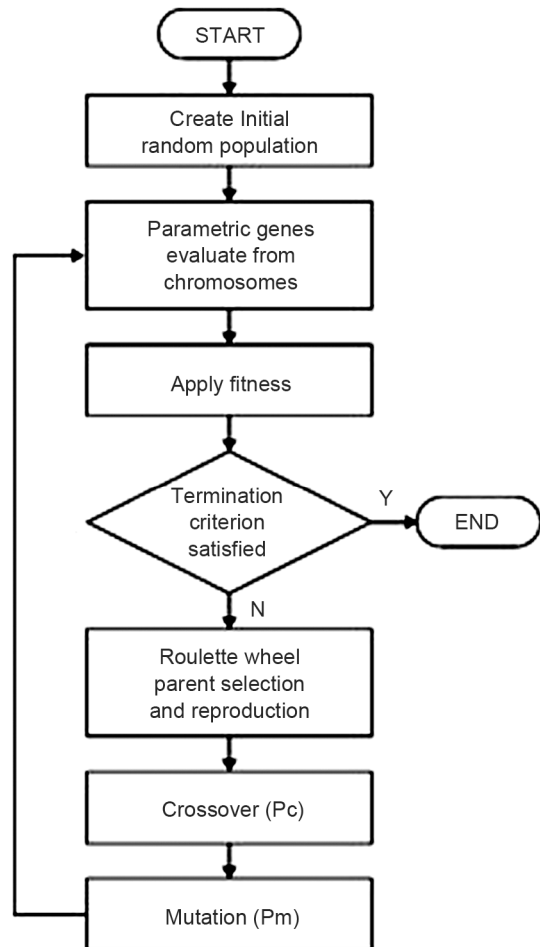 START
Create Initial
random population
Parametric genes
evaluate from
chromosomes
Apply fitness
Termination
criterion
satisfied
Y
END
N
Roulette wheel
parent selection
and reproduction
Crossover (Pc)
Mutation (Pm)